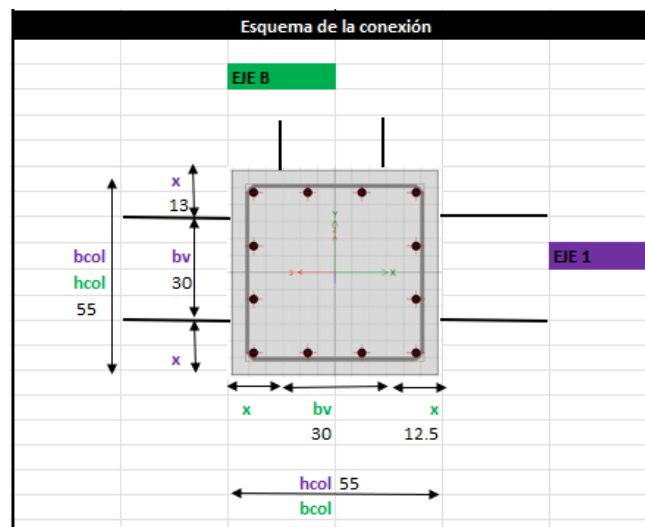 Esquema de la conexión
EJE B
x
13
bcol
hcol
55
bv
30
EJE 1
x
Y
3
X
x
bv
x
30
12.5
hcol 55
bcol